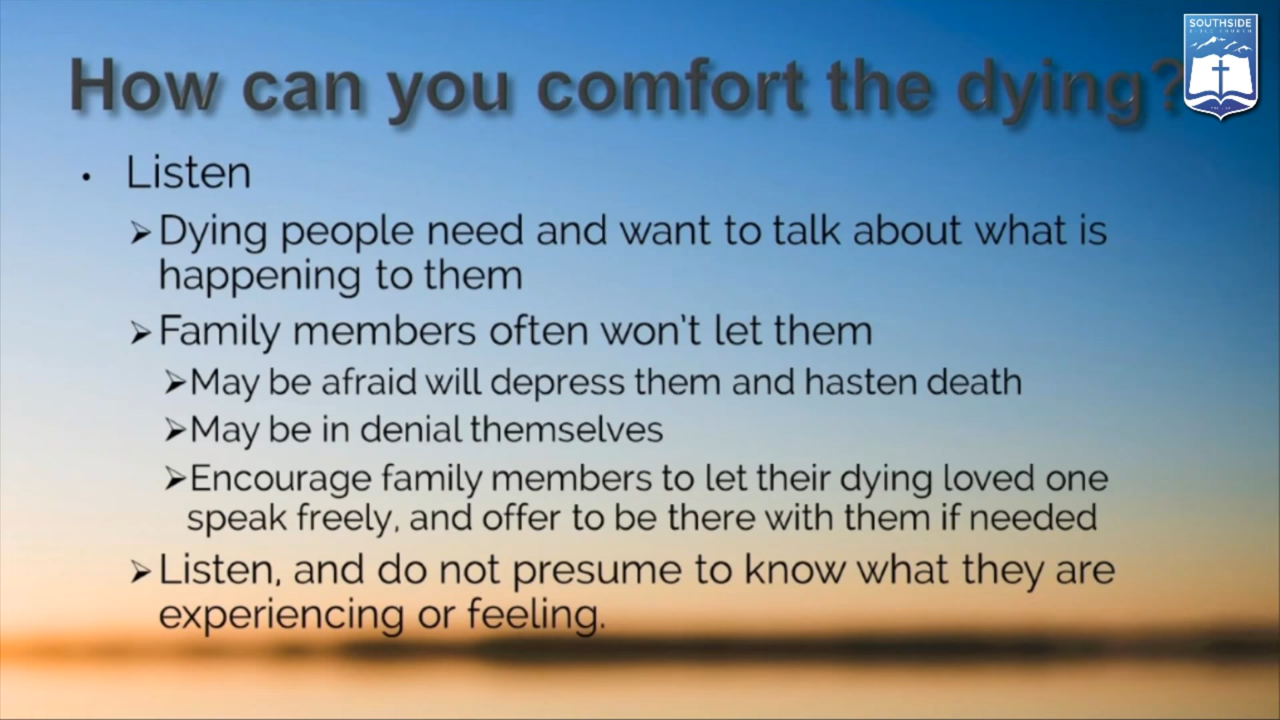 How can you comfort the dying?
SOUTHSIDE
BIBLE CHURCH
• Listen
➢Dying people need and want to talk about what is
happening to them
➢Family members often won't let them
➢May be afraid will depress them and hasten death
➢May be in denial themselves
➢Encourage family members to let their dying loved one
speak freely, and offer to be there with them if needed
➢Listen, and do not presume to know what they are
experiencing or feeling.